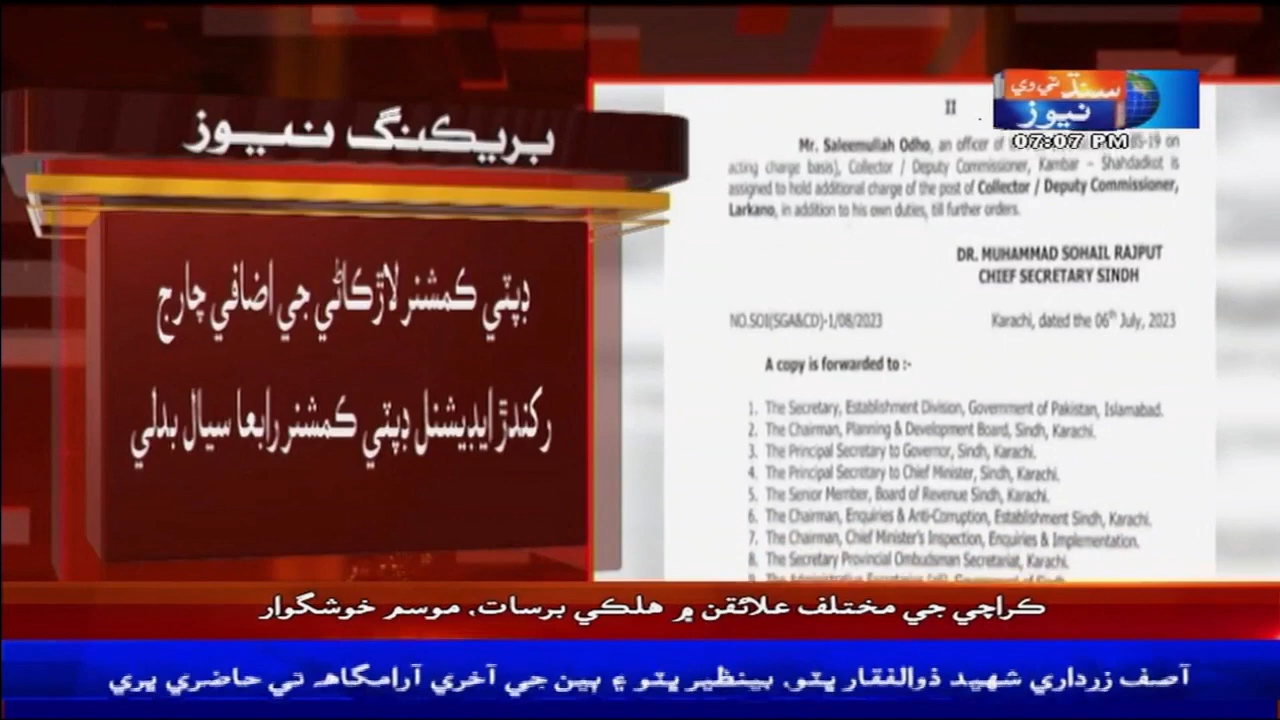 بريڪنگ نيوز
ڊپٽي ڪمشنر لاڙڪاڻي جي اضافي چارج
رکندڙ ايڊيشنل ڊپٽي ڪمشنر رابعا سيال بدلي
سنڌ ٽي وي
نيوز
07:07 PM
II
Mr. Saleemullah Odho, an officer of BS-19 on
acting charge basis), Collector / Deputy Commissioner, Kambar – Shahdadkot is
assigned to hold additional charge of the post of Collector / Deputy Commissioner,
Larkano, in addition to his own duties, till further orders.
DR. MUHAMMAD SOHAIL RAJPUT
CHIEF SECRETARY SINDH
NO.SOI(SGA&CD)-1/08/2023 Karachi, dated the 06th July, 2023
A copy is forwarded to :-
1. The Secretary, Establishment Division, Government of Pakistan, Islamabad.
2. The Chairman, Planning & Development Board, Sindh, Karachi.
3. The Principal Secretary to Governor, Sindh, Karachi.
4. The Principal Secretary to Chief Minister, Sindh, Karachi.
5. The Senior Member, Board of Revenue Sindh, Karachi.
6. The Chairman, Enquiries & Anti-Corruption, Establishment Sindh, Karachi.
7. The Chairman, Chief Minister's Inspection, Enquiries & Implementation.
8. The Secretary Provincial Ombudsman Secretariat, Karachi.
ڪراچي جي مختلف علائقن ۾ هلڪي برسات، موسم خوشگوار
آصف زرداري شهيد ذوالفقار ڀٽو، بينظير ڀٽو ۽ ٻين جي آخري آرامگاهه تي حاضري ڀري